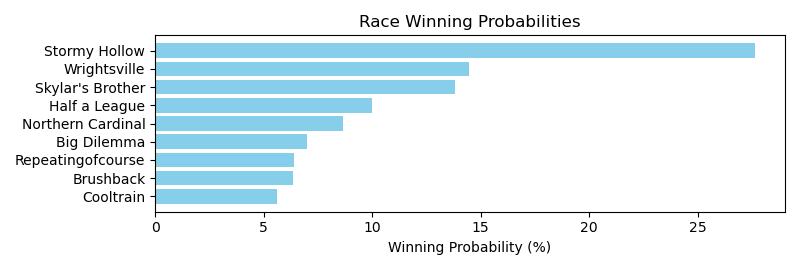 Race Winning Probabilities
Stormy Hollow
Wrightsville
Skylar's Brother
Half a League
Northern Cardinal
Big Dilemma
Repeatingofcourse
Brushback
Cooltrain
0 5 10 15 20 25
Winning Probability (%)